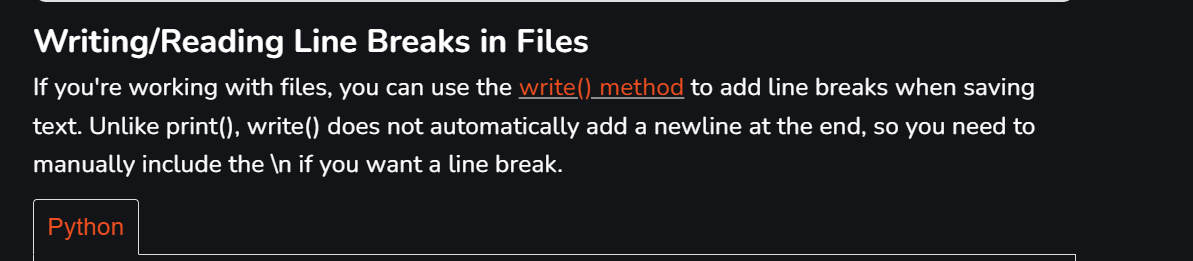 Writing/Reading Line Breaks in Files
If you're working with files, you can use the write() method to add line breaks when saving
text. Unlike print(), write() does not automatically add a newline at the end, so you need to
manually include the \n if you want a line break.
Python